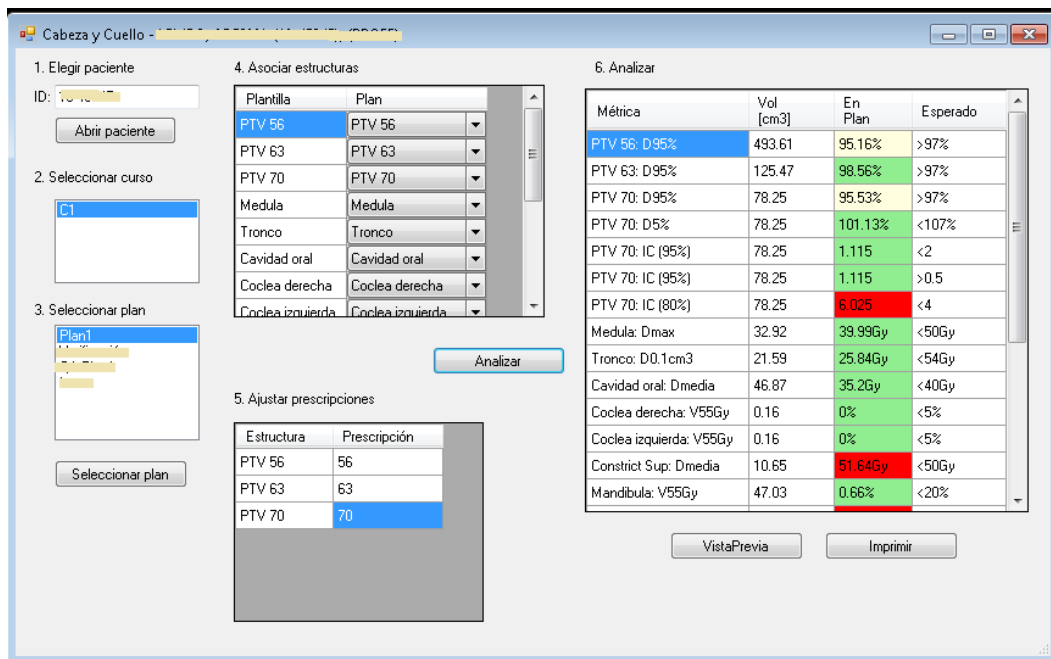 Cabeza y Cuello -
1. Elegir paciente
ID:
Abrir paciente
2. Seleccionar curso
C1
3. Seleccionar plan
Plan1
Seleccionar plan
4. Asociar estructuras
Plantilla Plan
PTV 56 PTV 56
PTV 63 PTV 63
PTV 70 PTV 70
Medula Medula
Tronco Tronco
Cavidad oral Cavidad oral
Coclea derecha Coclea derecha
Coclea izquierda Coclea izquierda
Analizar
5. Ajustar prescripciones
Estructura Prescripción
PTV 56 56
PTV 63 63
PTV 70 70
6. Analizar
Métrica Vol [cm3] En Plan Esperado
PTV 56: D95% 493.61 95.16% >97%
PTV 63: D95% 125.47 98.56% >97%
PTV 70: D95% 78.25 95.53% >97%
PTV 70: D5% 78.25 101.13% <107%
PTV 70: IC (95%) 78.25 1.115 <2
PTV 70: IC (95%) 78.25 1.115 >0.5
PTV 70: IC (80%) 78.25 6.025 <4
Medula: Dmax 32.92 39.99Gy <50Gy
Tronco: D0.1cm3 21.59 25.84Gy <54Gy
Cavidad oral: Dmedia 46.87 35.2Gy <40Gy
Coclea derecha: V55Gy 0.16 0% <5%
Coclea izquierda: V55Gy 0.16 0% <5%
Constrict Sup: Dmedia 10.65 51.64Gy <50Gy
Mandibula: V55Gy 47.03 0.66% <20%
VistaPrevia
Imprimir